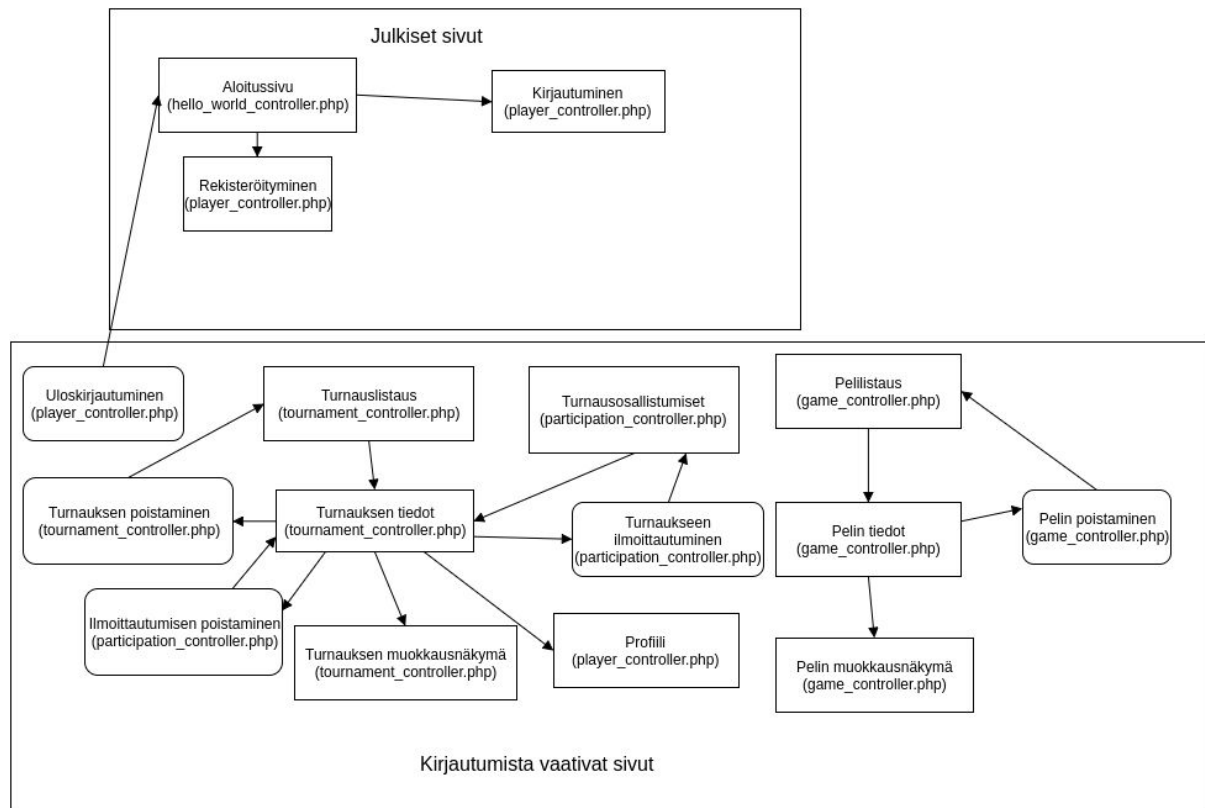 Julkiset sivut
Aloitussivu
(hello_world_controller.php)
Kirjautuminen
(player_controller.php)
Rekisteröityminen
(player_controller.php)
Uloskirjautuminen
(player_controller.php)
Turnauslistaus
(tournament_controller.php)
Turnausosallistumiset
(participation_controller.php)
Pelilistaus
(game_controller.php)
Turnauksen poistaminen
(tournament_controller.php)
Turnauksen tiedot
(tournament_controller.php)
Turnaukseen
ilmoittautuminen
(participation_controller.php)
Pelin tiedot
(game_controller.php)
Pelin poistaminen
(game_controller.php)
Ilmoittautumisen poistaminen
(participation_controller.php)
Turnauksen muokkausnäkymä
(tournament_controller.php)
Profiili
(player_controller.php)
Pelin muokkausnäkymä
(game_controller.php)
Kirjautumista vaativat sivut